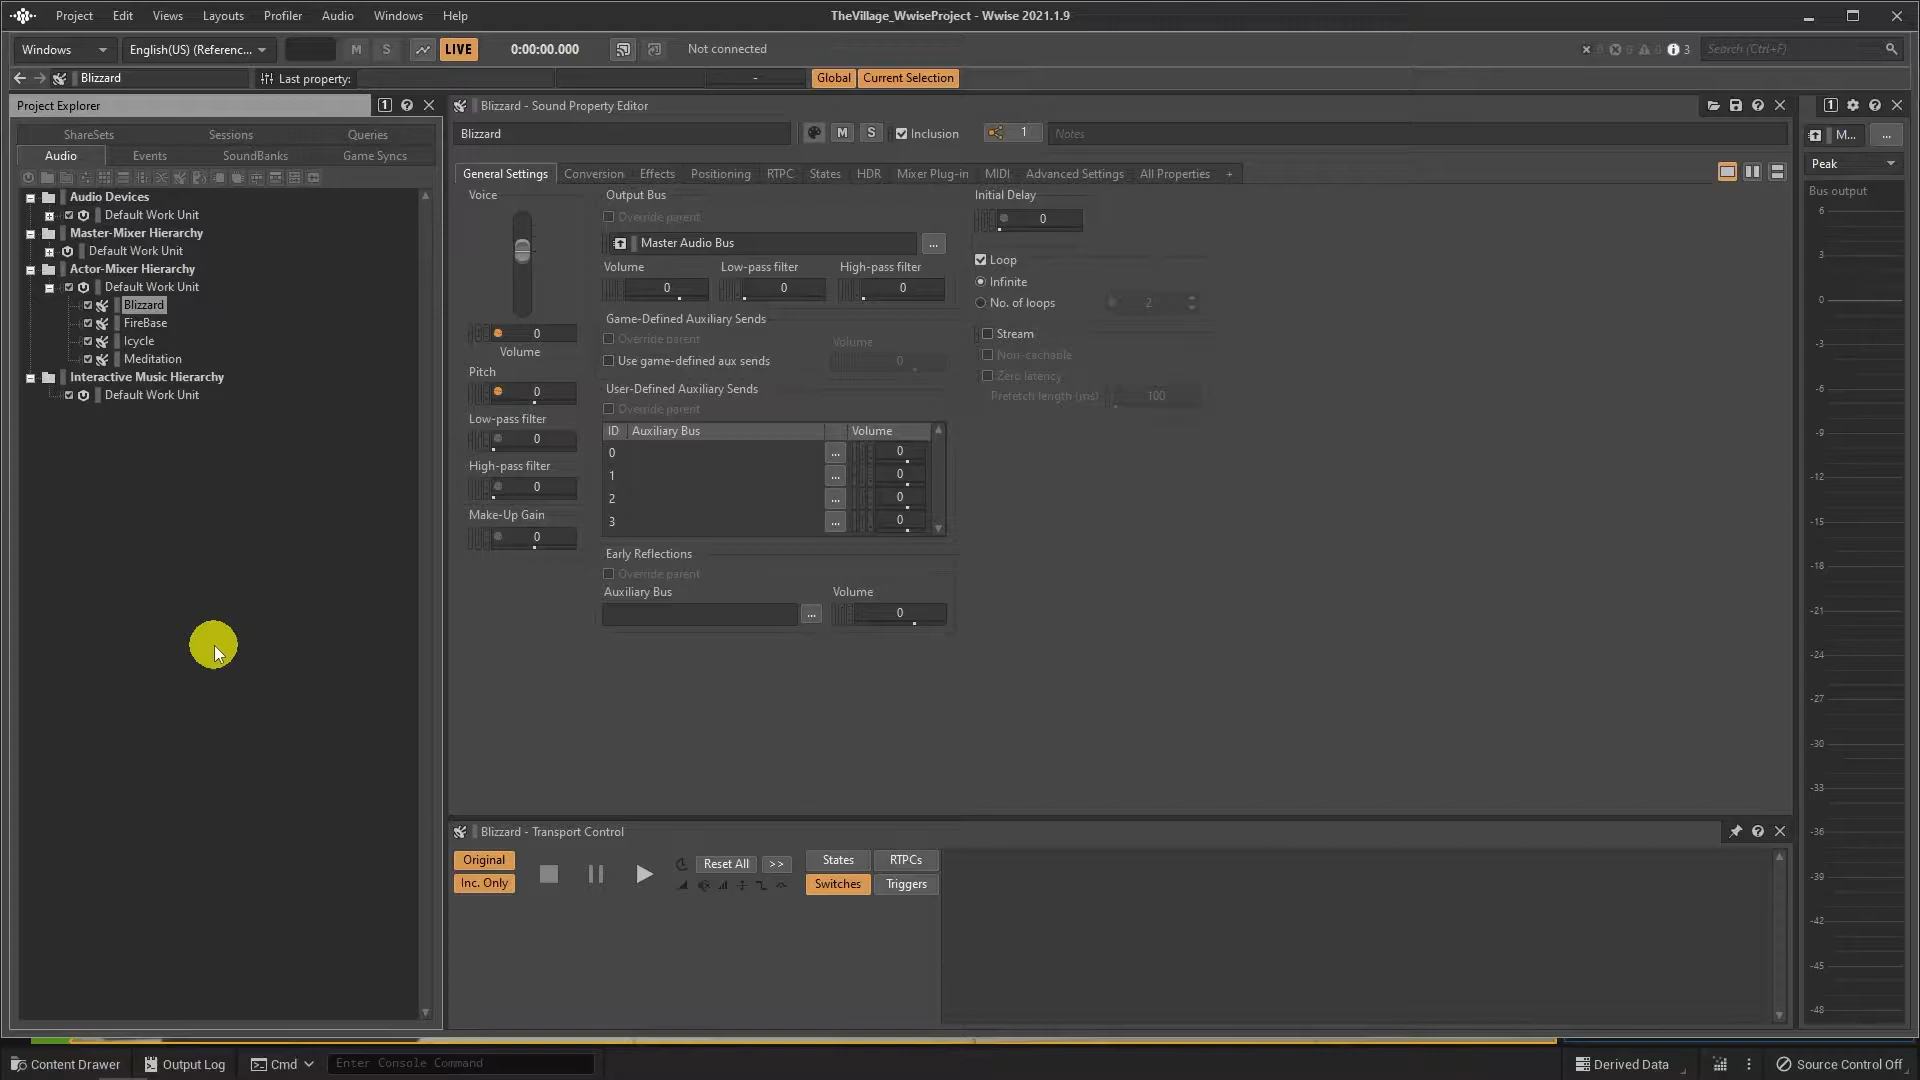 Project Edit Views Layouts Profiler Audio Windows Help
TheVillage_WwiseProject - Wwise 2021.1.9
Windows English(US) (Referenc... M S LIVE 0:00:00.000 Not connected
3 Search (Ctrl+F)
Blizzard Last property: - Global Current Selection
Project Explorer 1
ShareSets Sessions Queries
Audio Events SoundBanks Game Syncs
Audio Devices
Default Work Unit
Master-Mixer Hierarchy
Default Work Unit
Actor-Mixer Hierarchy
Default Work Unit
Blizzard
FireBase
Icycle
Meditation
Interactive Music Hierarchy
Default Work Unit
Blizzard - Sound Property Editor
Blizzard M S Inclusion 1 Notes
General Settings Conversion Effects Positioning RTPC States HDR Mixer Plug-in MIDI Advanced Settings All Properties +
Voice
0
Volume
Pitch
0
Low-pass filter
0
High-pass filter
0
Make-Up Gain
0
Output Bus
Override parent
Master Audio Bus ...
Volume Low-pass filter High-pass filter
0 0 0
Game-Defined Auxiliary Sends
Override parent Volume
Use game-defined aux sends 0
User-Defined Auxiliary Sends
Override parent
ID Auxiliary Bus Volume
0 ... 0
1 ... 0
2 ... 0
3 ... 0
Early Reflections
Override parent
Auxiliary Bus Volume
... 0
Initial Delay
0
Loop
Infinite
No. of loops 2
Stream
Non-cachable
Zero latency
Prefetch length (ms) 100
Blizzard - Transport Control
Original Reset All >> States RTPCs
Inc. Only Switches Triggers
1
M... ...
Peak
Bus output
6
3
0
-3
-6
-9
-12
-15
-18
-21
-24
-27
-30
-33
-36
-39
-42
-45
-48
Content Drawer Output Log Cmd Enter Console Command Derived Data Source Control Off